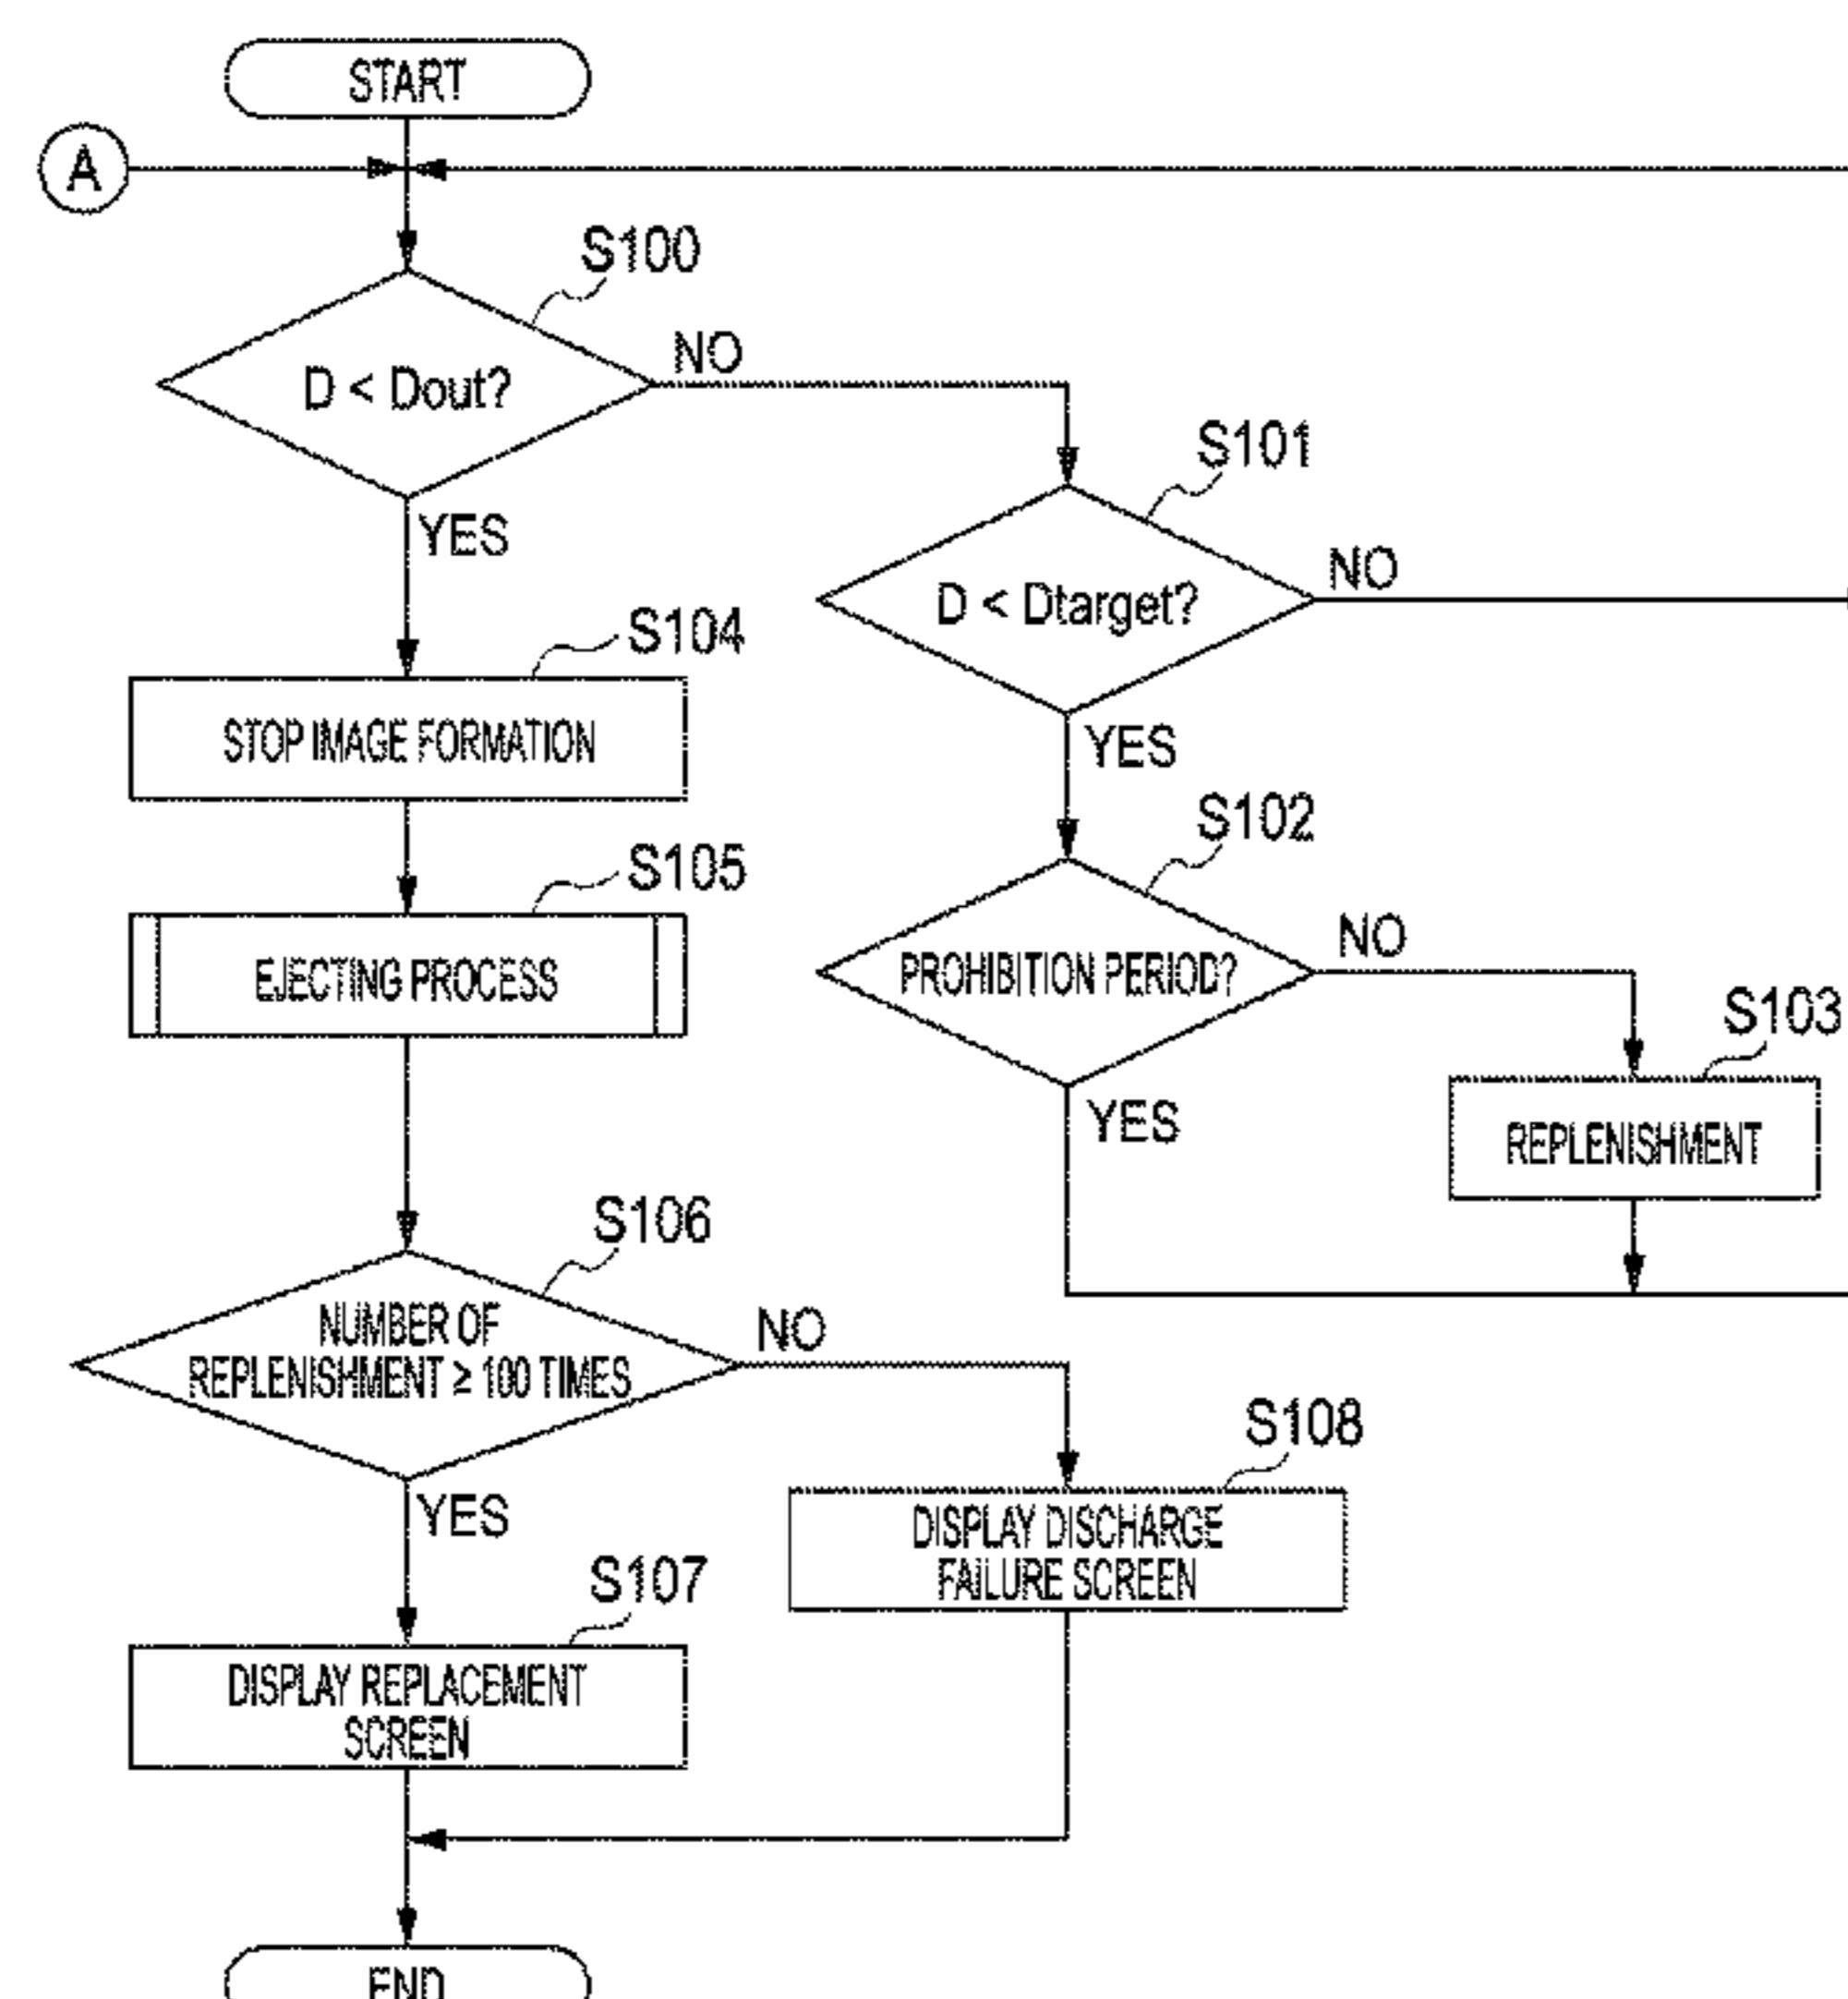 START
A
S100
D < Dout?
NO
YES
S101
D < Dtarget?
NO
YES
S104
STOP IMAGE FORMATION
S102
PROHIBITION PERIOD?
NO
YES
S105
EJECTING PROCESS
S103
REPLENISHMENT
S106
NUMBER OF
REPLENISHMENT ≥ 100 TIMES
NO
YES
S108
DISPLAY DISCHARGE
FAILURE SCREEN
S107
DISPLAY REPLACEMENT
SCREEN
END